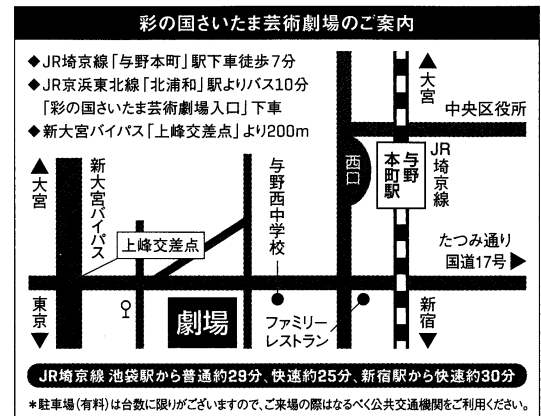 彩の国さいたま芸術劇場のご案内
◆JR埼京線「与野本町」駅下車徒歩7分
◆JR京浜東北線「北浦和」駅よりバス10分
「彩の国さいたま芸術劇場入口」下車
◆新大宮バイパス「上峰交差点」より200m
▲大宮
中央区役所
西口
与野本町駅
JR埼京線
▲大宮
新大宮バイパス
与野西中学校
上峰交差点
たつみ通り
国道17号▶
東京▼
劇場
ファミリー
レストラン
新宿▼
JR埼京線 池袋駅から普通約29分、快速約25分、新宿駅から快速約30分
*駐車場(有料)は台数に限りがございますので、ご来場の際はなるべく公共交通機関をご利用ください。